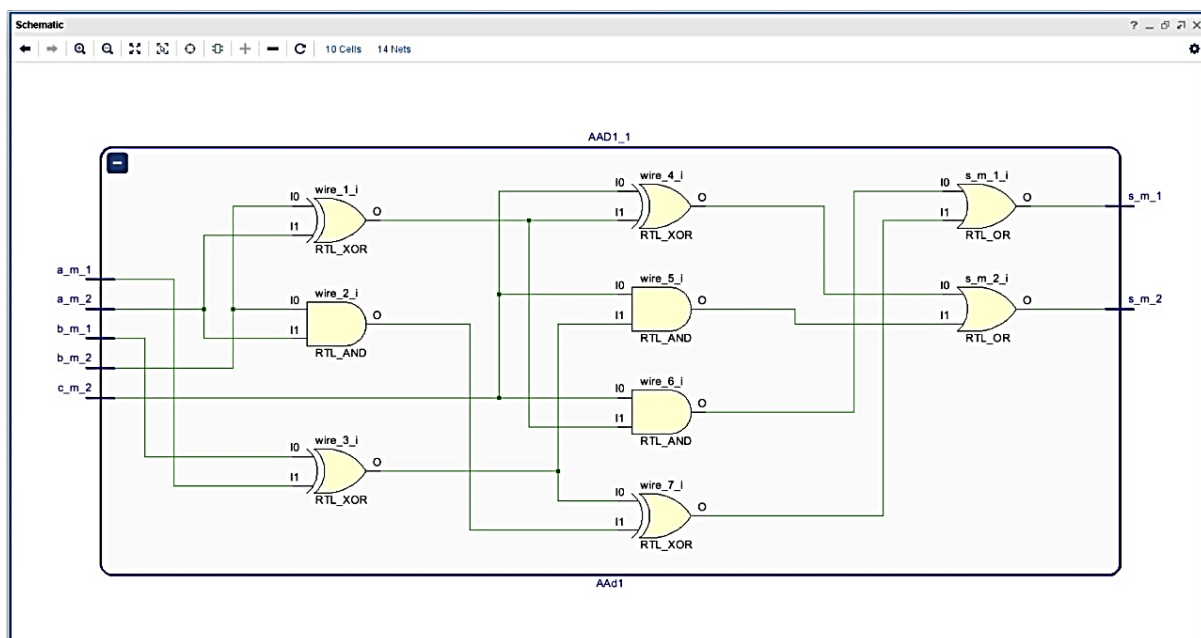 Schematic
10 Cells 14 Nets
AAD1_1
wire_1_i
I0
I1
O
RTL_XOR
wire_4_i
I0
I1
O
RTL_XOR
s_m_1_i
I0
I1
O
RTL_OR
s_m_1
a_m_1
a_m_2
b_m_1
b_m_2
c_m_2
wire_2_i
I0
I1
O
RTL_AND
wire_5_i
I0
I1
O
RTL_AND
s_m_2_i
I0
I1
O
RTL_OR
s_m_2
wire_6_i
I0
I1
O
RTL_AND
wire_3_i
I0
I1
O
RTL_XOR
wire_7_i
I0
I1
O
RTL_XOR
AAd1